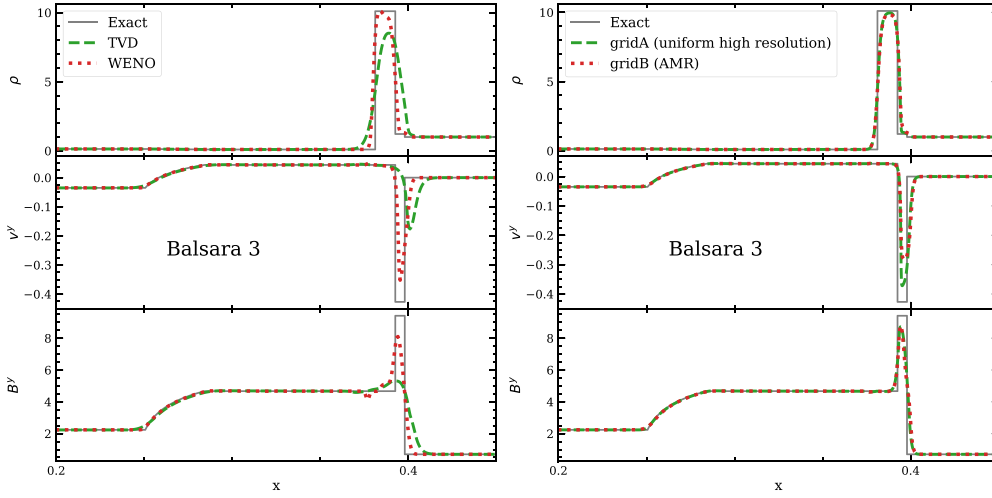 10
5
0
ρ
Exact
TVD
WENO
0.0
−0.1
−0.2
−0.3
−0.4
v^y
Balsara 3
8
6
4
2
B^y
0.2
0.4
x
10
5
0
ρ
Exact
gridA (uniform high resolution)
gridB (AMR)
0.0
−0.1
−0.2
−0.3
−0.4
v^y
Balsara 3
8
6
4
2
B^y
0.2
0.4
x